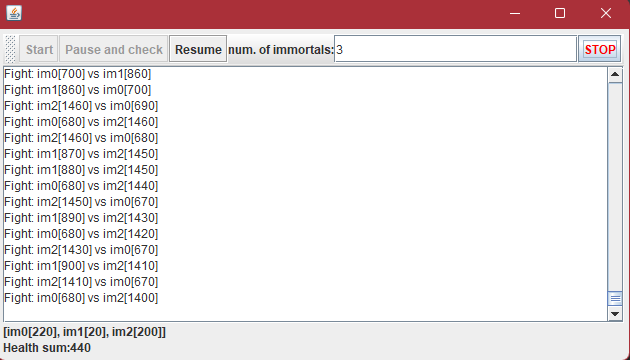 Start Pause and check Resume num. of immortals: 3 STOP
Fight: im0[700] vs im1[860]
Fight: im1[860] vs im0[700]
Fight: im2[1460] vs im0[690]
Fight: im0[680] vs im2[1460]
Fight: im2[1460] vs im0[680]
Fight: im1[870] vs im2[1450]
Fight: im1[880] vs im2[1450]
Fight: im0[680] vs im2[1440]
Fight: im2[1450] vs im0[670]
Fight: im1[890] vs im2[1430]
Fight: im0[680] vs im2[1420]
Fight: im2[1430] vs im0[670]
Fight: im1[900] vs im2[1410]
Fight: im2[1410] vs im0[670]
Fight: im0[680] vs im2[1400]
[im0[220], im1[20], im2[200]]
Health sum:440